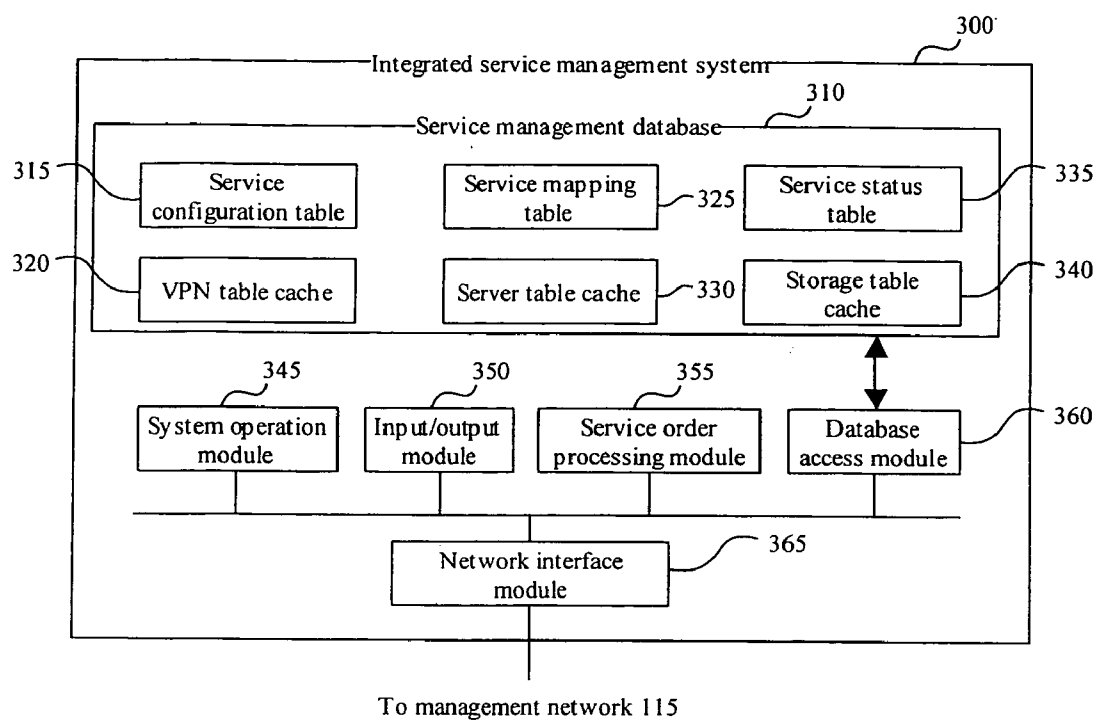 300
Integrated service management system
310
Service management database
315
Service
configuration table
Service mapping
table
325
Service status
table
335
320
VPN table cache
Server table cache
330
Storage table
cache
340
345
System operation
module
350
Input/output
module
355
Service order
processing module
Database
access module
360
Network interface
module
365
To management network 115